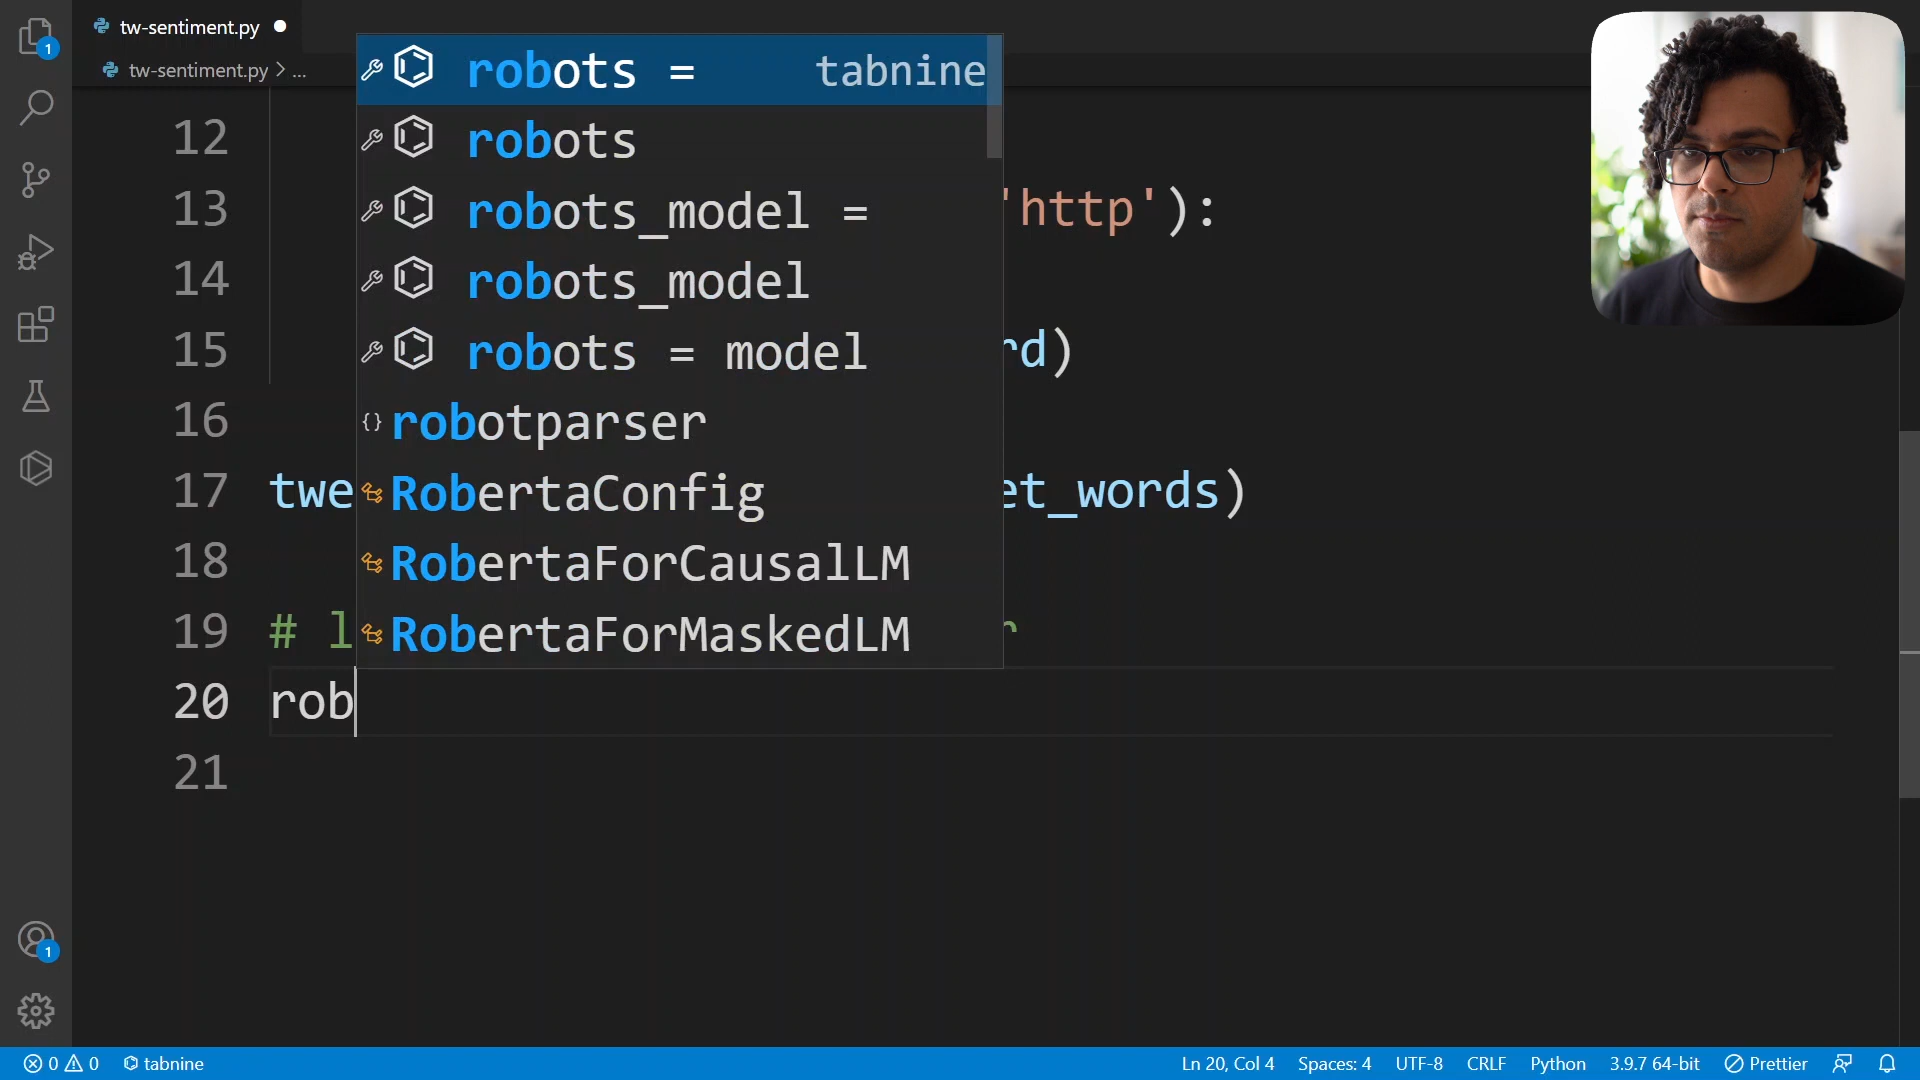 tw-sentiment.py
1
tw-sentiment.py > ...
robots = tabnine
12
robots
13
robots_model = 'http'):
14
robots_model
15
robots = model rd)
16
robotparser
17
twe RobertaConfig et_words)
18
RobertaForCausalLM
19
# l RobertaForMaskedLM r
20
rob
21
1
0 0 tabnine Ln 20, Col 4 Spaces: 4 UTF-8 CRLF Python 3.9.7 64-bit Prettier